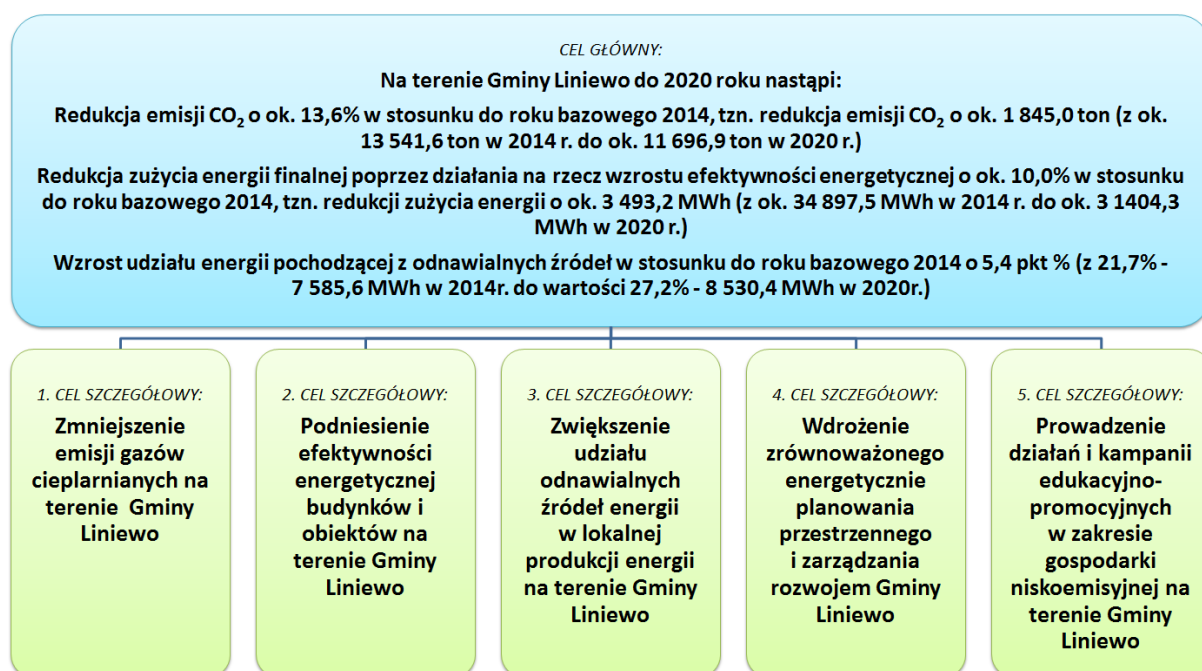 CEL GŁÓWNY:
Na terenie Gminy Liniewo do 2020 roku nastąpi:
Redukcja emisji CO₂ o ok. 13,6% w stosunku do roku bazowego 2014, tzn. redukcja emisji CO₂ o ok. 1 845,0 ton (z ok.
13 541,6 ton w 2014 r. do ok. 11 696,9 ton w 2020 r.)
Redukcja zużycia energii finalnej poprzez działania na rzecz wzrostu efektywności energetycznej o ok. 10,0% w stosunku
do roku bazowego 2014, tzn. redukcji zużycia energii o ok. 3 493,2 MWh (z ok. 34 897,5 MWh w 2014 r. do ok. 3 1404,3
MWh w 2020 r.)
Wzrost udziału energii pochodzącej z odnawialnych źródeł w stosunku do roku bazowego 2014 o 5,4 pkt % (z 21,7% -
7 585,6 MWh w 2014r. do wartości 27,2% - 8 530,4 MWh w 2020r.)
1. CEL SZCZEGÓŁOWY:
Zmniejszenie
emisji gazów
cieplarnianych na
terenie Gminy
Liniewo
2. CEL SZCZEGÓŁOWY:
Podniesienie
efektywności
energetycznej
budynków i
obiektów na
terenie Gminy
Liniewo
3. CEL SZCZEGÓŁOWY:
Zwiększenie
udziału
odnawialnych
źródeł energii
w lokalnej
produkcji energii
na terenie Gminy
Liniewo
4. CEL SZCZEGÓŁOWY:
Wdrożenie
zrównoważonego
energetycznie
planowania
przestrzennego
i zarządzania
rozwojem Gminy
Liniewo
5. CEL SZCZEGÓŁOWY:
Prowadzenie
działań i kampanii
edukacyjno-
promocyjnych
w zakresie
gospodarki
niskoemisyjnej na
terenie Gminy
Liniewo